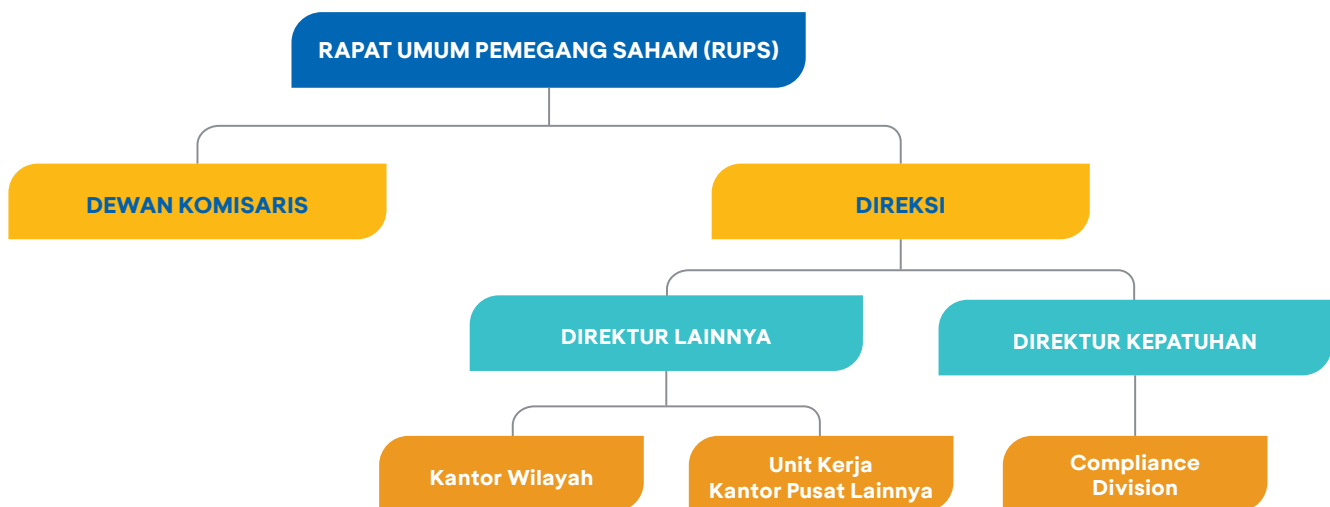 RAPAT UMUM PEMEGANG SAHAM (RUPS)
DEWAN KOMISARIS
DIREKSI
DIREKTUR LAINNYA
DIREKTUR KEPATUHAN
Kantor Wilayah
Unit Kerja
Kantor Pusat Lainnya
Compliance
Division